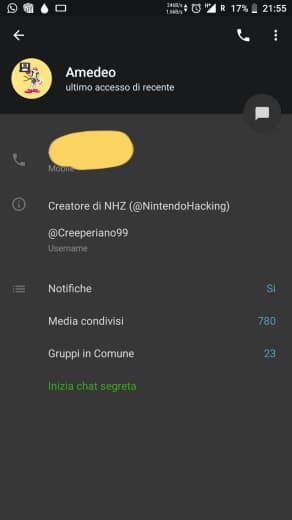 246B/s
1.6kB/s
R 17% 21:55
Amedeo
ultimo accesso di recente
Mobile
Creatore di NHZ (@NintendoHacking)
@Creeperiano99
Username
Notifiche Sì
Media condivisi 780
Gruppi in Comune 23
Inizia chat segreta